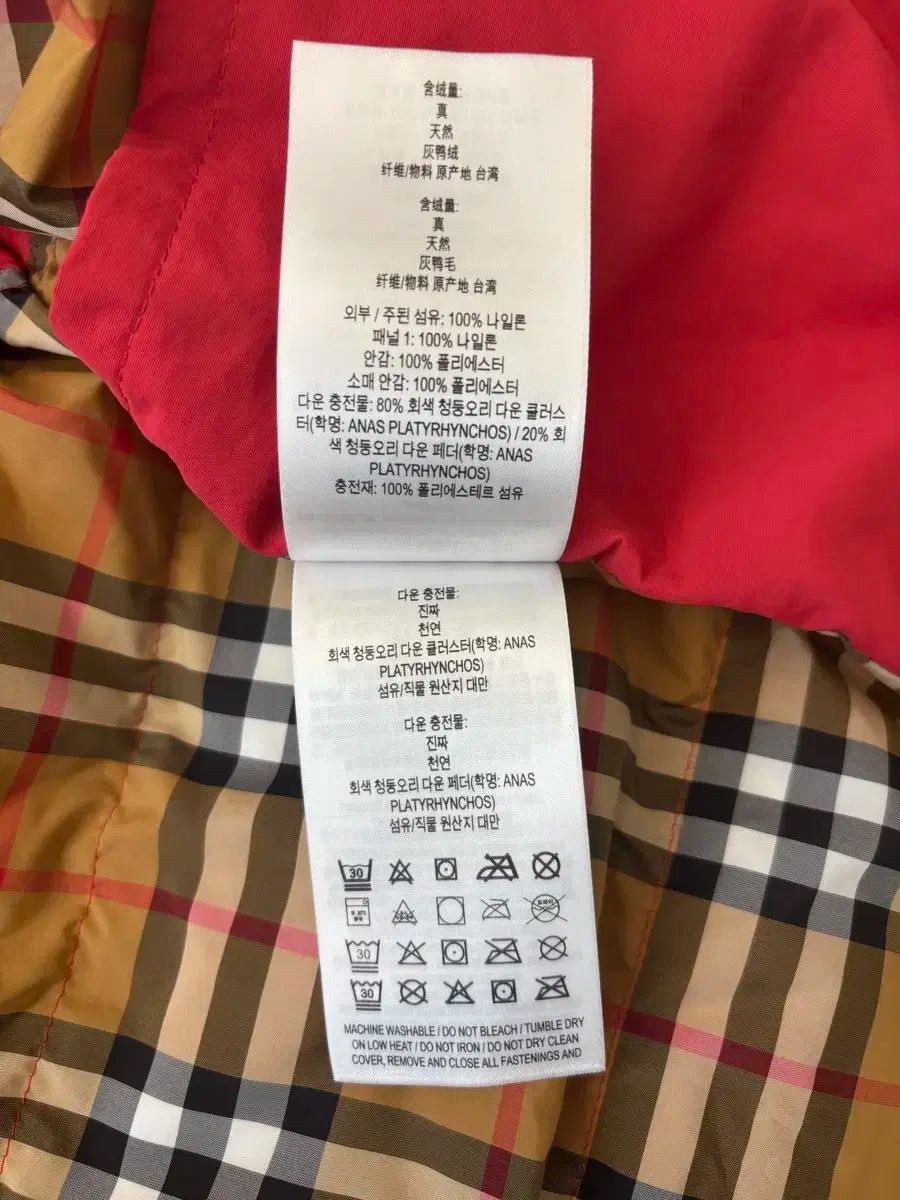 含绒量:
真
天然
灰鸭绒
纤维/物料 原产地 台湾
含绒量:
真
天然
灰鸭毛
纤维/物料 原产地 台湾
외부 / 주된 섬유: 100% 나일론
패널 1: 100% 나일론
안감: 100% 폴리에스터
소매 안감: 100% 폴리에스터
다운 충전물: 80% 회색 청둥오리 다운 클러스
터(학명: ANAS PLATYRHYNCHOS) / 20% 회
색 청둥오리 다운 페더(학명: ANAS
PLATYRHYNCHOS)
충전재: 100% 폴리에스테르 섬유
다운 충전물:
진짜
천연
회색 청둥오리 다운 클러스터(학명: ANAS
PLATYRHYNCHOS)
섬유/직물 원산지 대만
다운 충전물:
진짜
천연
회색 청둥오리 다운 페더(학명: ANAS
PLATYRHYNCHOS)
섬유/직물 원산지 대만
30
30
30
MACHINE WASHABLE / DO NOT BLEACH / TUMBLE DRY
ON LOW HEAT / DO NOT IRON / DO NOT DRY CLEAN
COVER, REMOVE AND CLOSE ALL FASTENINGS AND